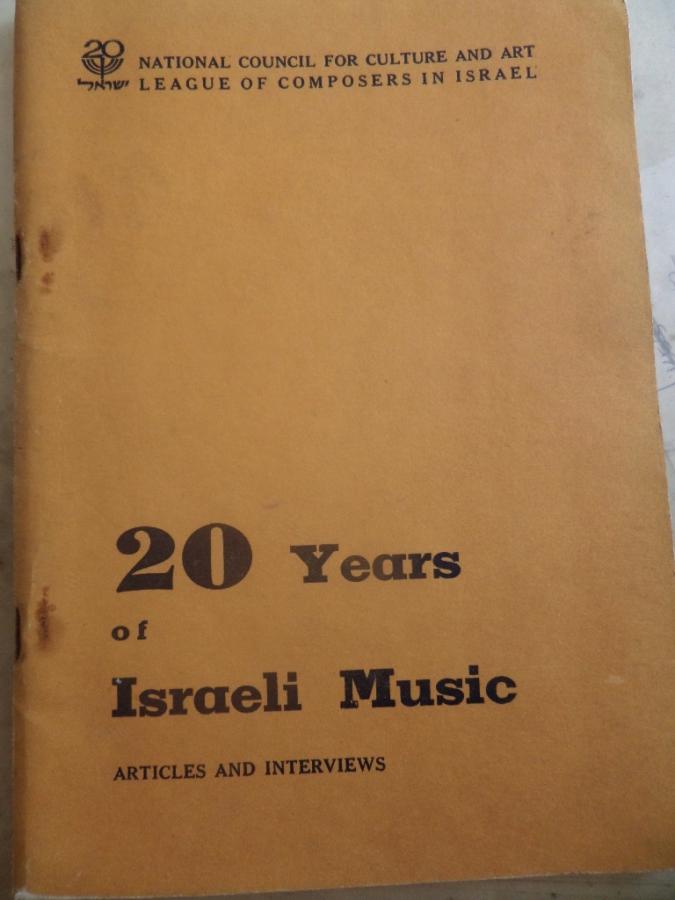 20
ישראל
NATIONAL COUNCIL FOR CULTURE AND ART
LEAGUE OF COMPOSERS IN ISRAEL
20 Years
of
Israeli Music
ARTICLES AND INTERVIEWS